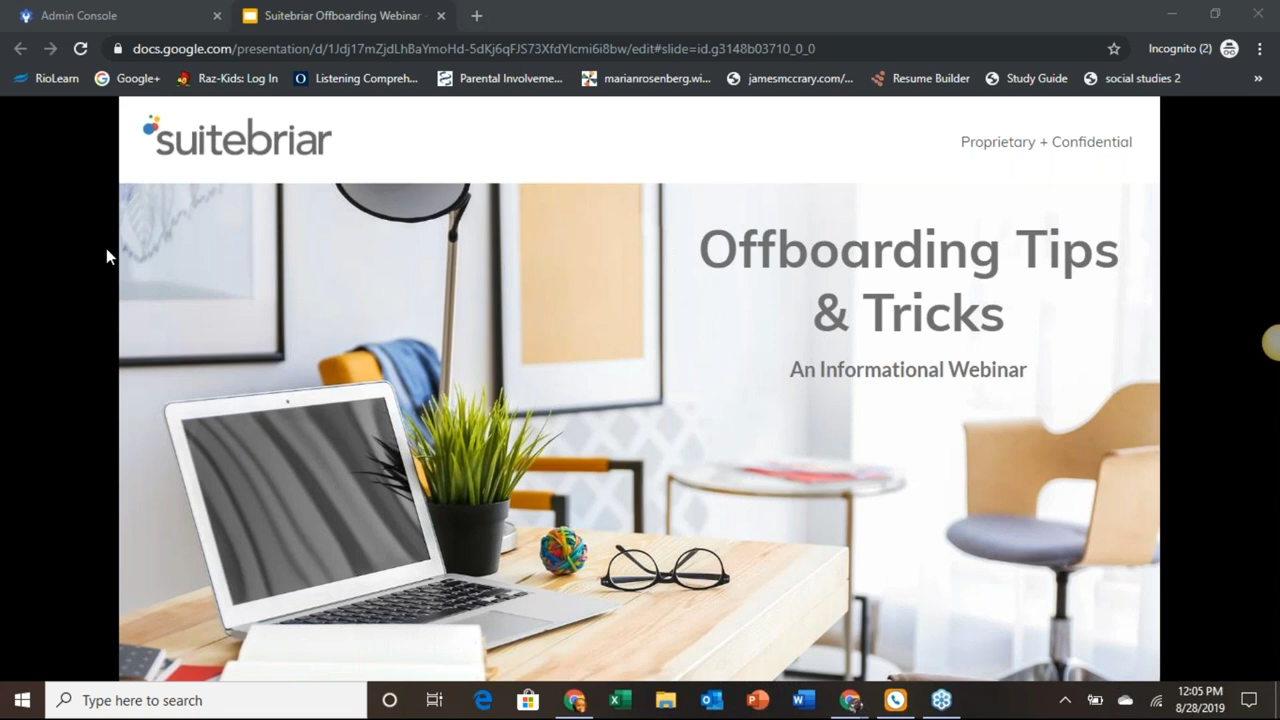 Admin Console
Suitebriar Offboarding Webinar
docs.google.com/presentation/d/1Jdj17mZjdLhBaYmoHd-5dKj6qFJS73XfdYlcmi6i8bw/edit#slide=id.g3148b03710_0_0
Incognito (2)
RioLearn
Google+
Raz-Kids: Log In
Listening Compreh...
Parental Involveme...
marianrosenberg.wi...
jamesmccrary.com/...
Resume Builder
Study Guide
social studies 2
suitebriar
Proprietary + Confidential
Offboarding Tips
& Tricks
An Informational Webinar
Type here to search
12:05 PM
8/28/2019